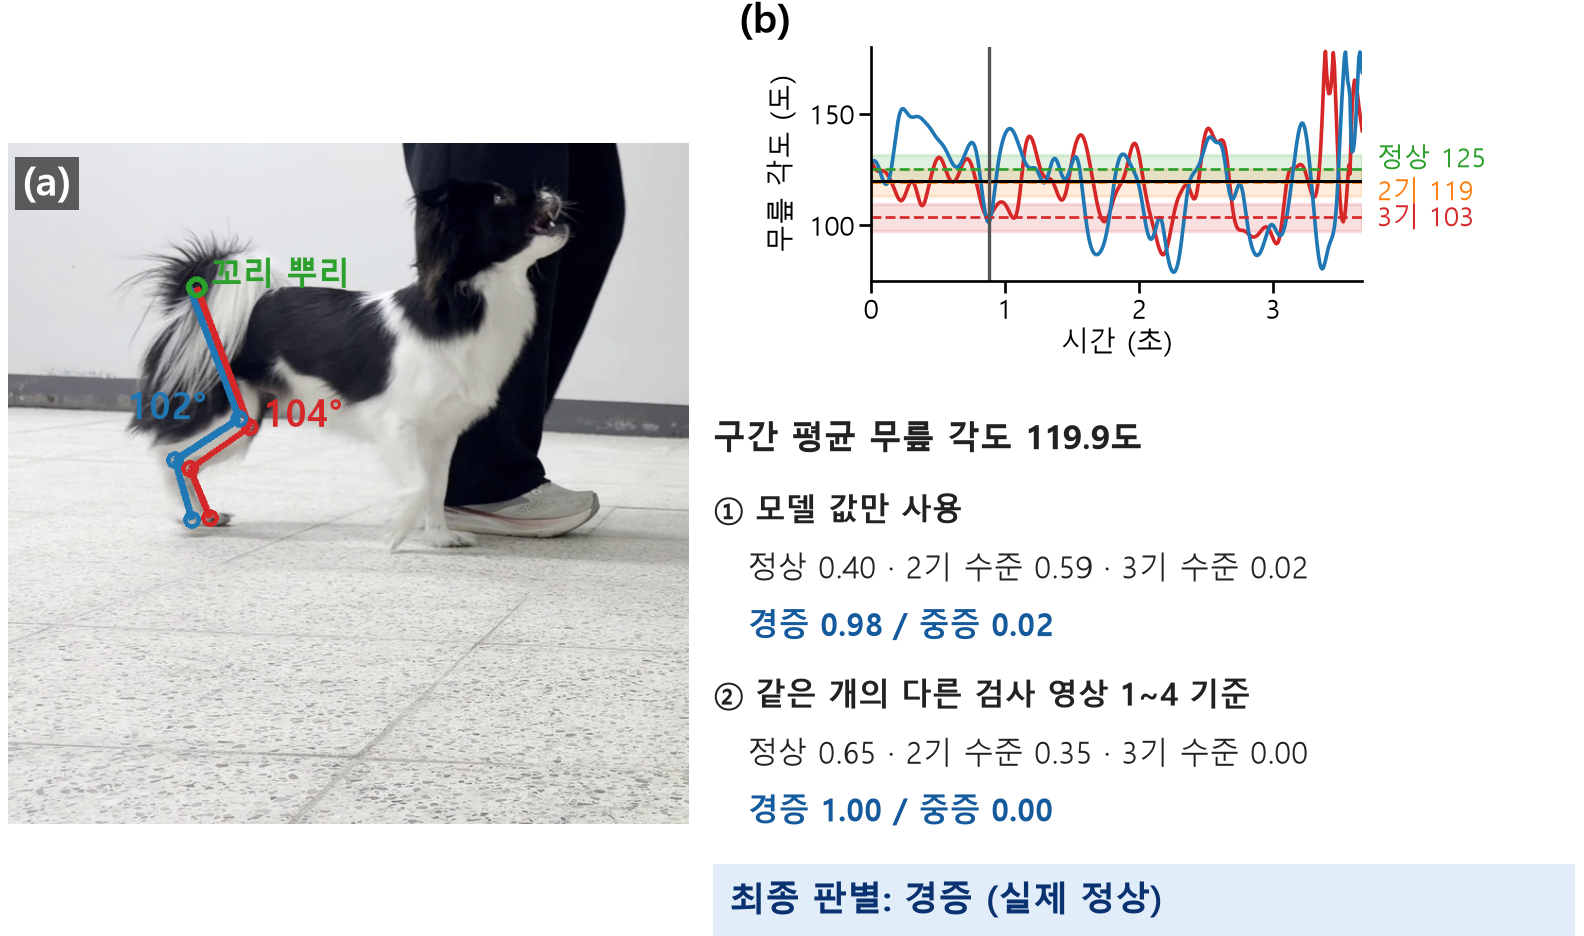 (a)
꼬리 뿌리
102°
104°
(b)
무릎 각도 (도)
150
100
정상 125
2기 119
3기 103
0
1
2
3
시간 (초)
구간 평균 무릎 각도 119.9도
① 모델 값만 사용
정상 0.40 · 2기 수준 0.59 · 3기 수준 0.02
경증 0.98 / 중증 0.02
② 같은 개의 다른 검사 영상 1~4 기준
정상 0.65 · 2기 수준 0.35 · 3기 수준 0.00
경증 1.00 / 중증 0.00
최종 판별: 경증 (실제 정상)